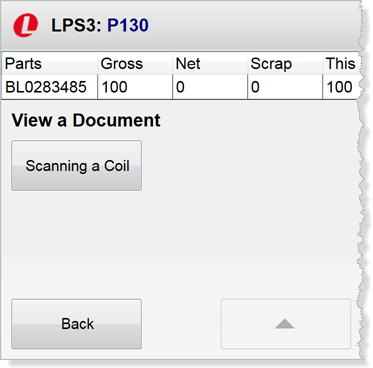 L LPS3: P130
Parts Gross Net Scrap This
BL0283485 100 0 0 100
View a Document
Scanning a Coil
Back